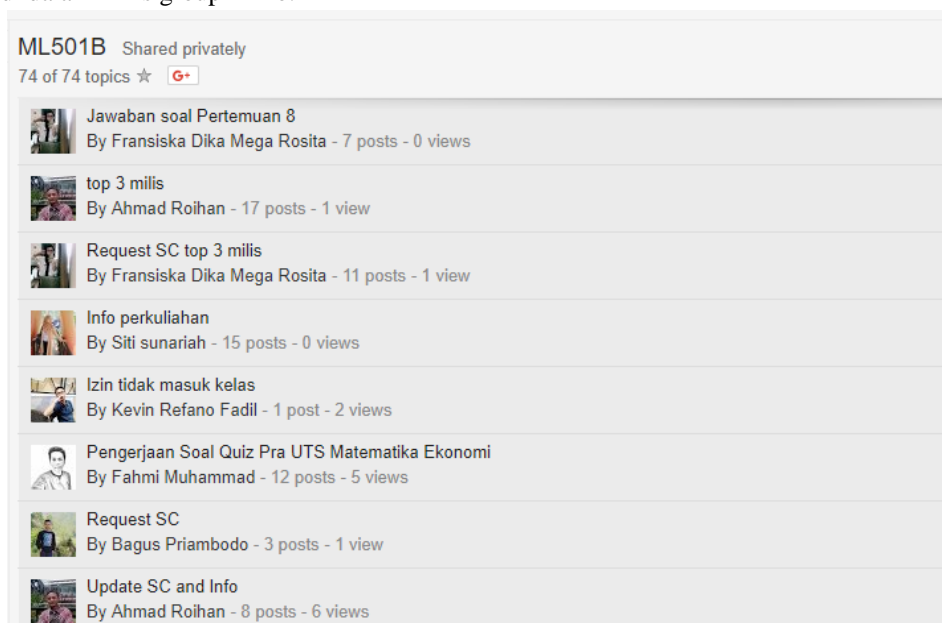 ML501B Shared privately
74 of 74 topics ☆ G+
Jawaban soal Pertemuan 8
By Fransiska Dika Mega Rosita - 7 posts - 0 views
top 3 milis
By Ahmad Roihan - 17 posts - 1 view
Request SC top 3 milis
By Fransiska Dika Mega Rosita - 11 posts - 1 view
Info perkuliahan
By Siti sunariah - 15 posts - 0 views
Izin tidak masuk kelas
By Kevin Refano Fadil - 1 post - 2 views
Pengerjaan Soal Quiz Pra UTS Matematika Ekonomi
By Fahmi Muhammad - 12 posts - 5 views
Request SC
By Bagus Priambodo - 3 posts - 1 view
Update SC and Info
By Ahmad Roihan - 8 posts - 6 views